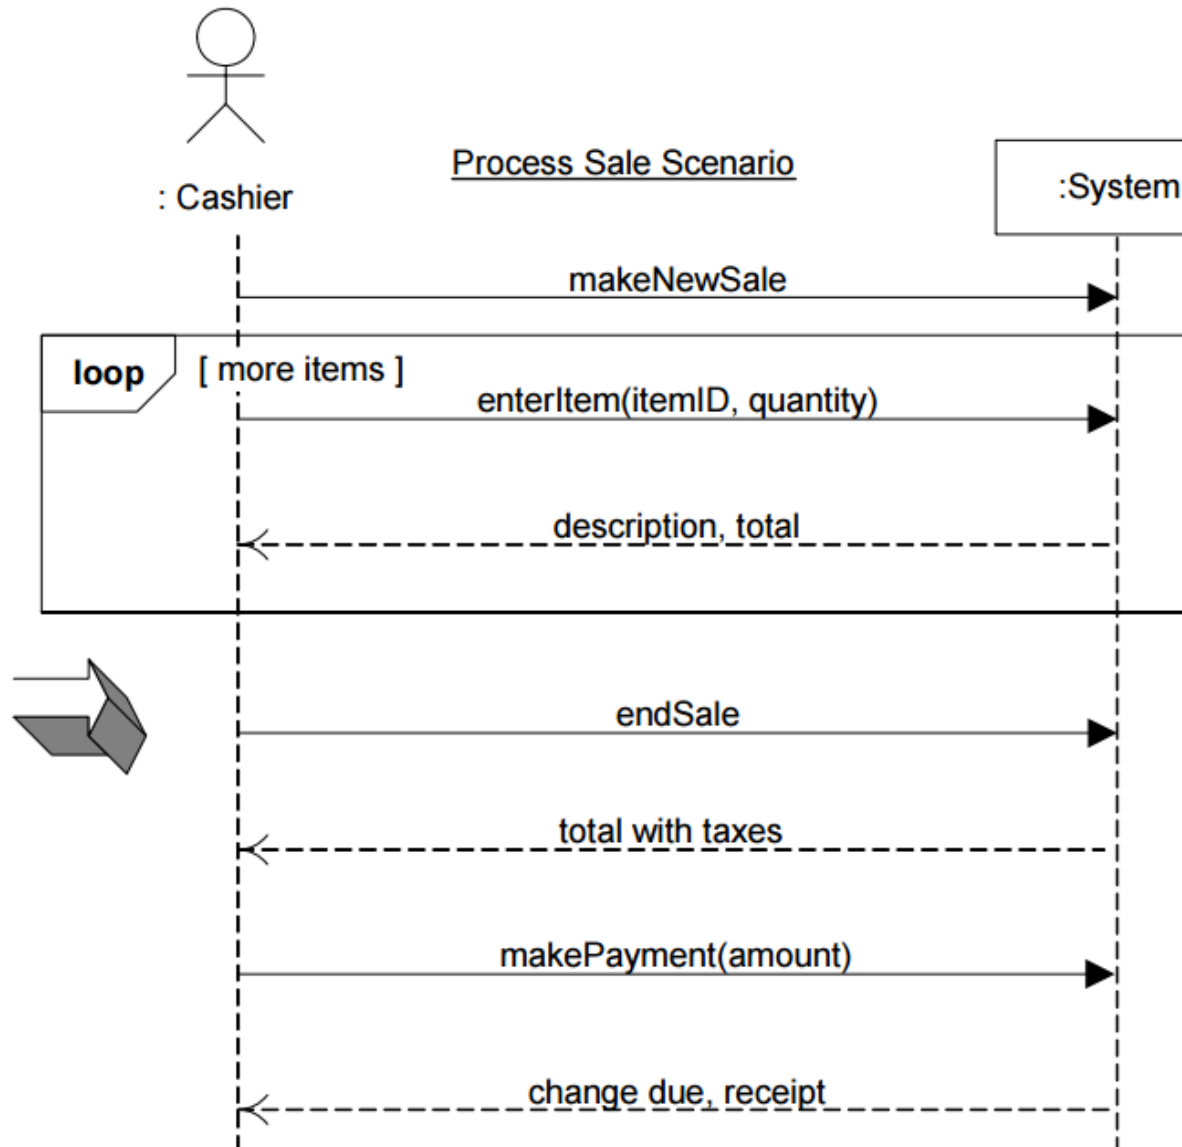 Process Sale Scenario
: Cashier
:System
makeNewSale
loop
[ more items ]
enterItem(itemID, quantity)
description, total
endSale
total with taxes
makePayment(amount)
change due, receipt